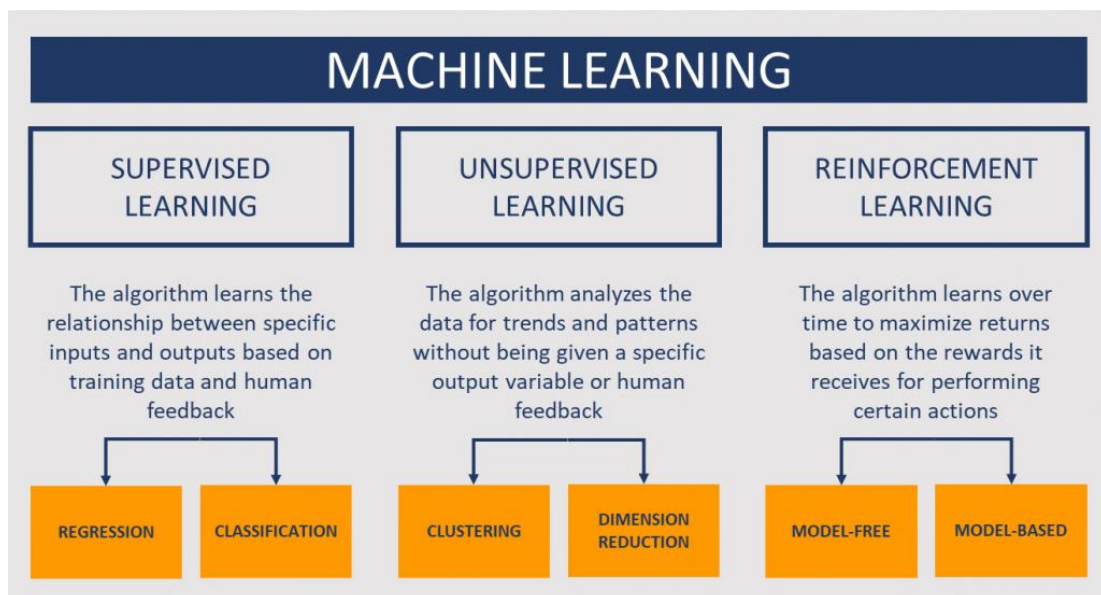 MACHINE LEARNING
SUPERVISED
LEARNING
The algorithm learns the
relationship between specific
inputs and outputs based on
training data and human
feedback
REGRESSION
CLASSIFICATION
UNSUPERVISED
LEARNING
The algorithm analyzes the
data for trends and patterns
without being given a specific
output variable or human
feedback
CLUSTERING
DIMENSION
REDUCTION
REINFORCEMENT
LEARNING
The algorithm learns over
time to maximize returns
based on the rewards it
receives for performing
certain actions
MODEL-FREE
MODEL-BASED